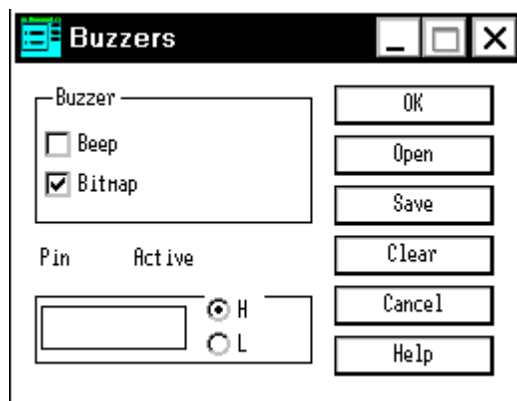 Buzzers
Buzzer
Beep
Bitmap
Pin Active
H
L
OK
Open
Save
Clear
Cancel
Help